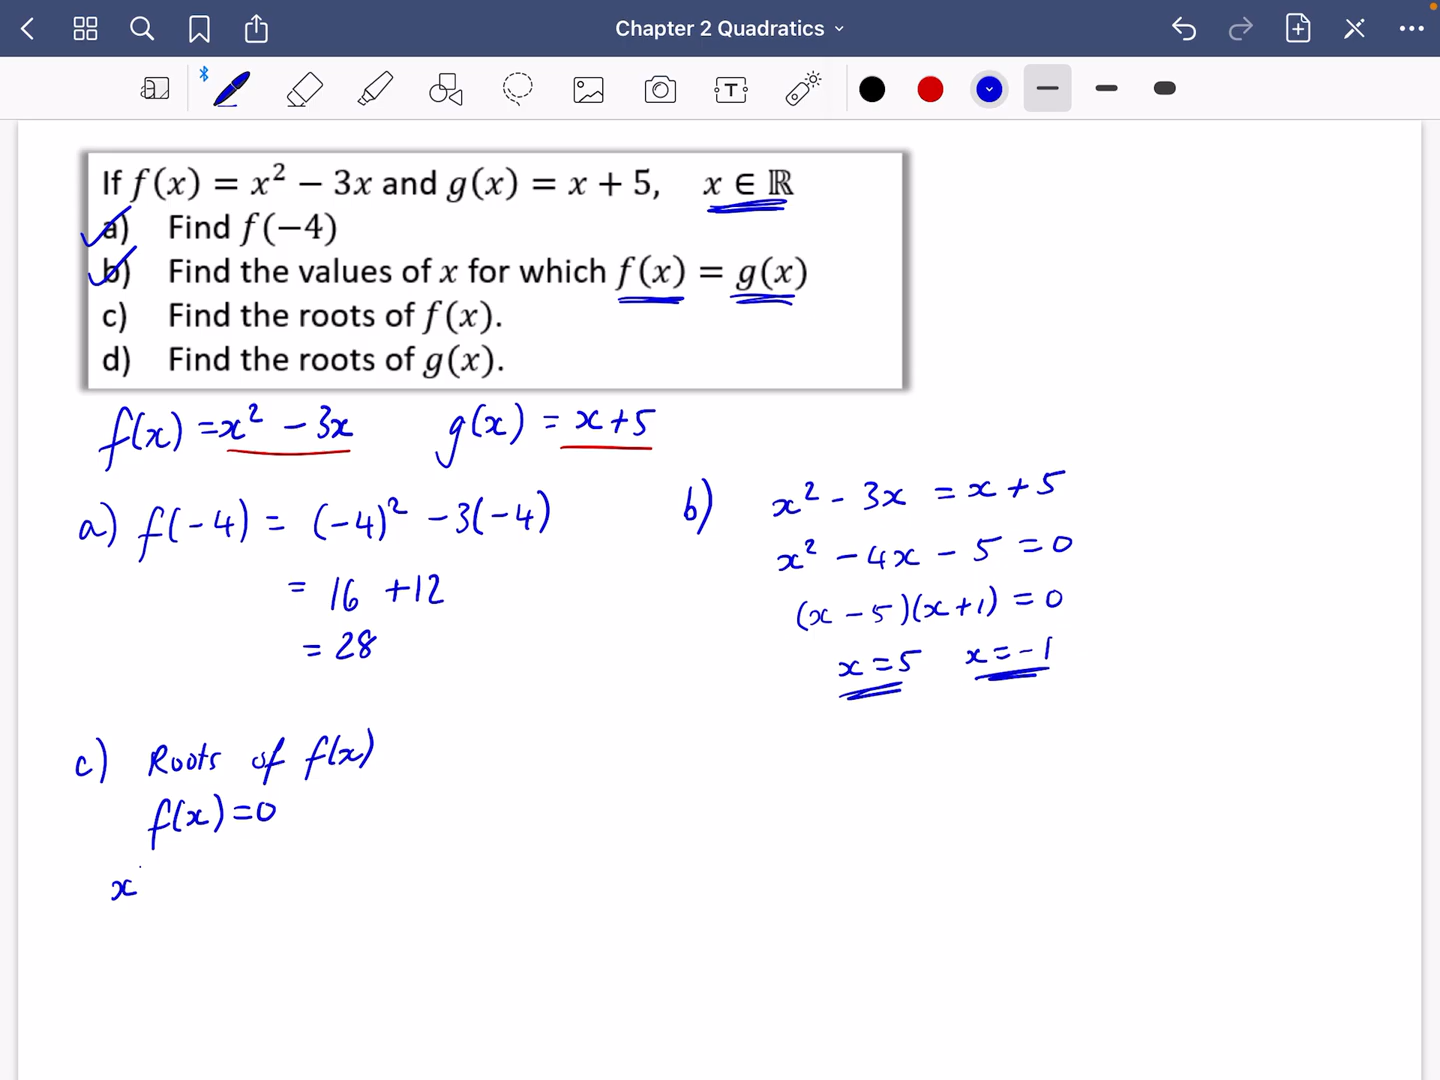 Chapter 2 Quadratics
If f(x) = x² − 3x and g(x) = x + 5, x ∈ ℝ
a) Find f(−4)
b) Find the values of x for which f(x) = g(x)
c) Find the roots of f(x).
d) Find the roots of g(x).
f(x) = x² − 3x g(x) = x + 5
a) f(−4) = (−4)² − 3(−4)
= 16 + 12
= 28
b) x² − 3x = x + 5
x² − 4x − 5 = 0
(x − 5)(x + 1) = 0
x = 5 x = −1
c) Roots of f(x)
f(x) = 0
x